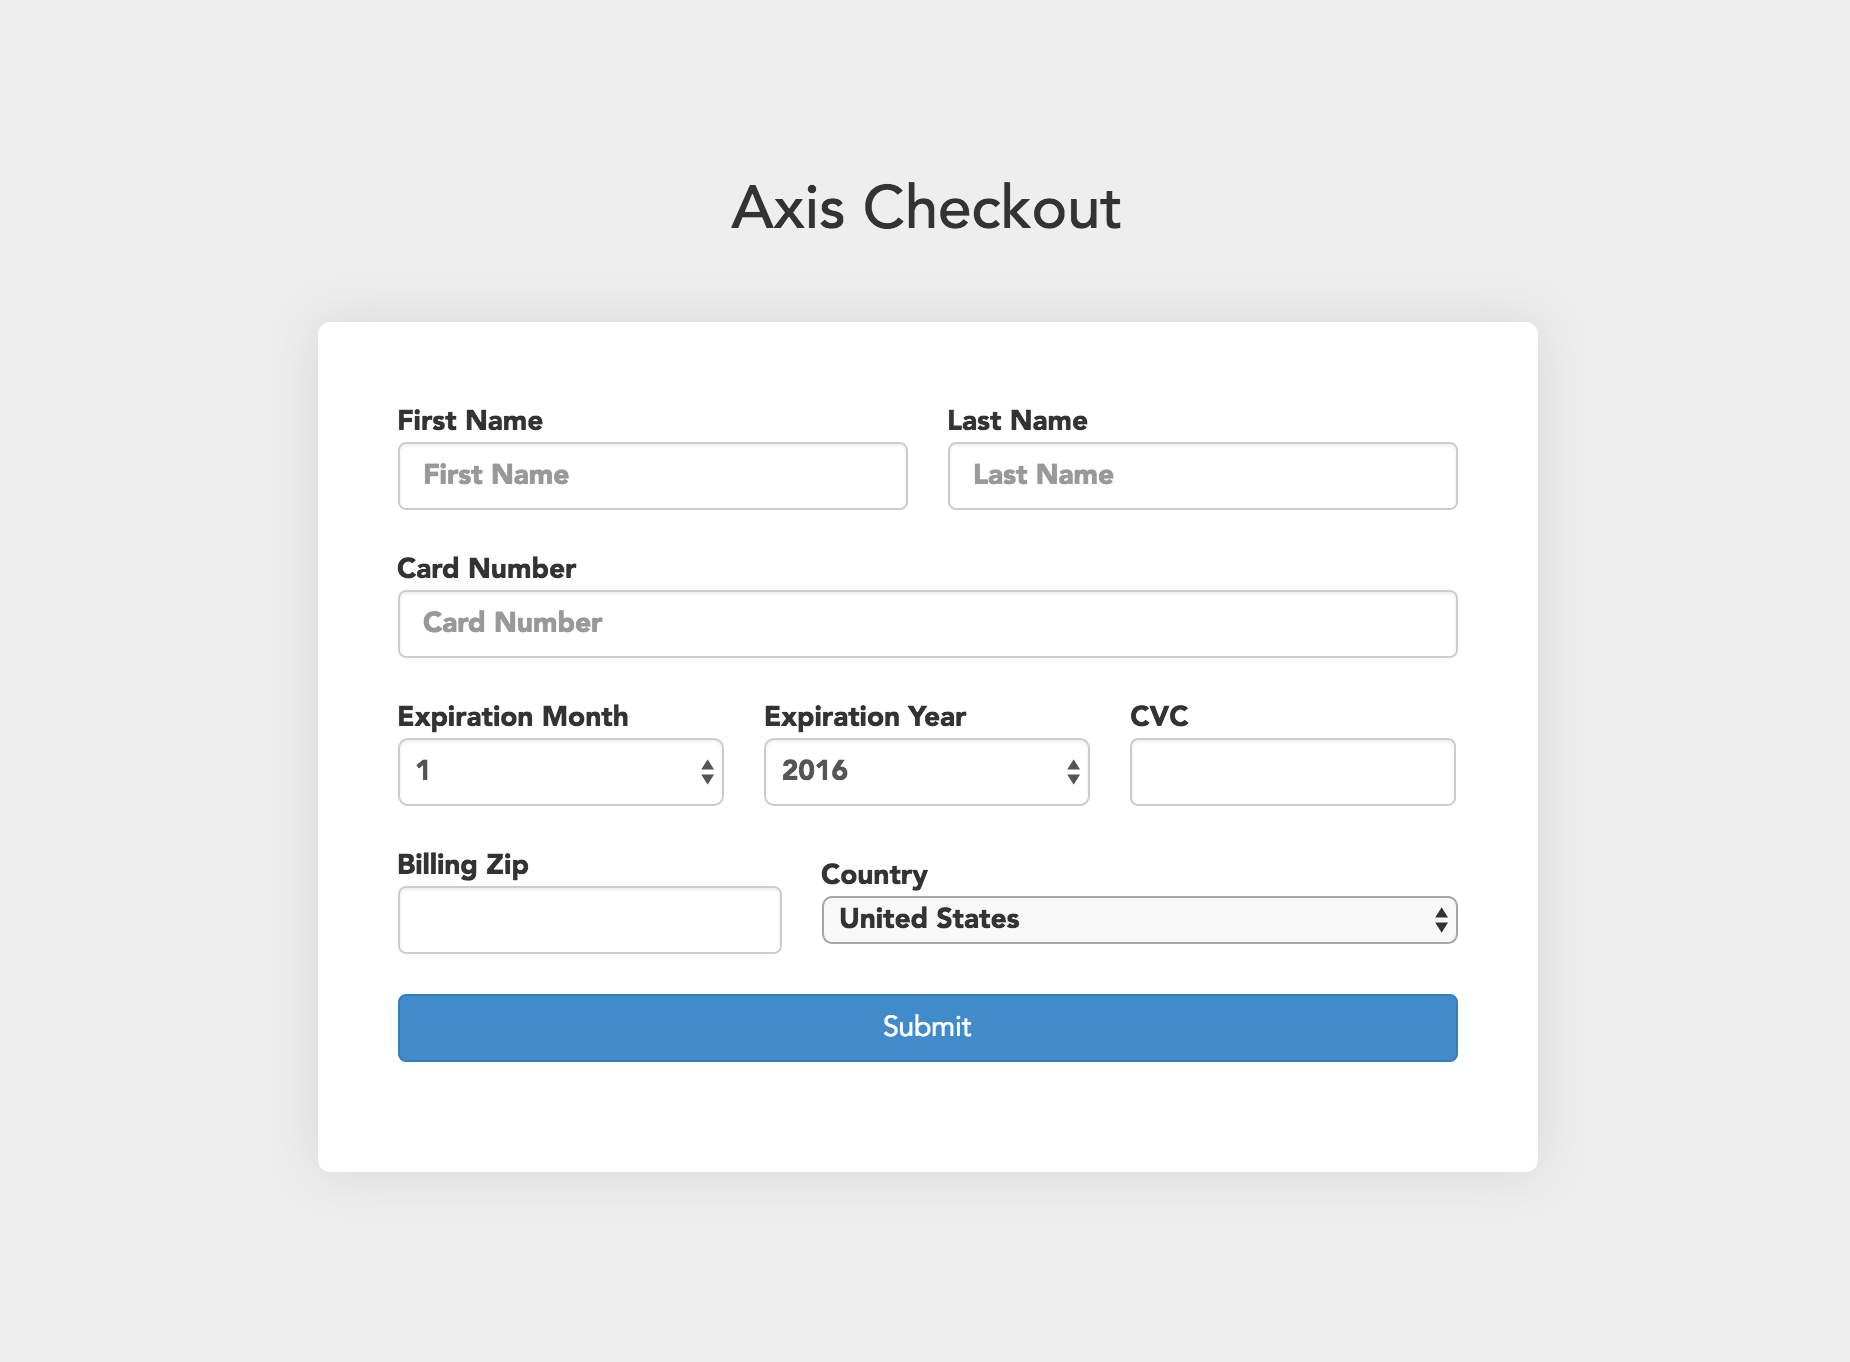 Axis Checkout
First Name
Last Name
First Name
Last Name
Card Number
Card Number
Expiration Month
Expiration Year
CVC
1
2016
Billing Zip
Country
United States
Submit